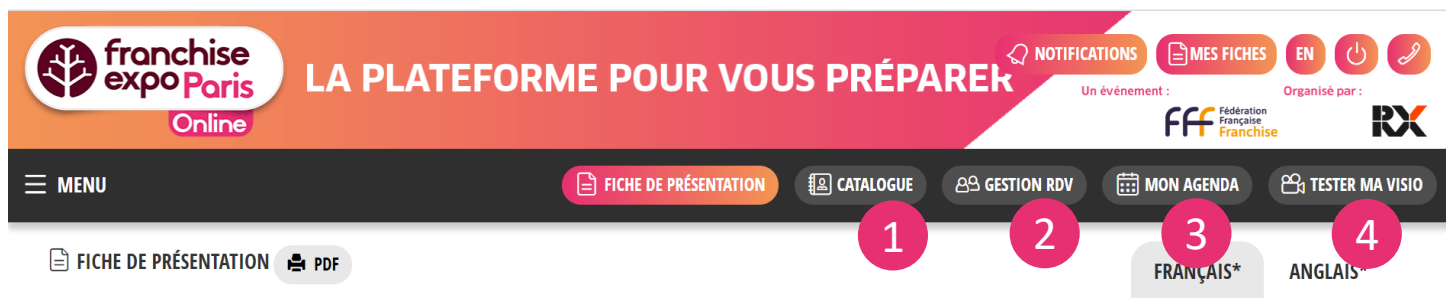 franchise
expo Paris
Online
LA PLATEFORME POUR VOUS PRÉPARER
NOTIFICATIONS
MES FICHES
EN
Un événement :
Organisé par :
FFF Fédération
Française
Franchise
RX
MENU
FICHE DE PRÉSENTATION
CATALOGUE
GESTION RDV
MON AGENDA
TESTER MA VISIO
1
2
3
4
FICHE DE PRÉSENTATION
PDF
FRANÇAIS*
ANGLAIS*